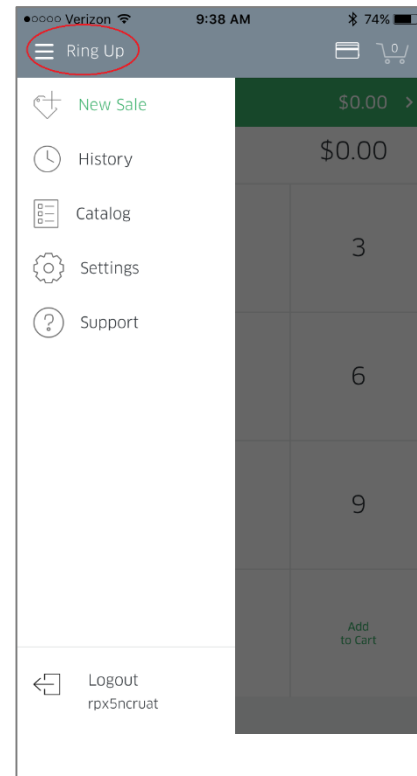 Verizon 9:38 AM 74%
Ring Up 0
New Sale $0.00 >
History $0.00
Catalog
3
Settings
Support
6
9
Add
to Cart
Logout
rpx5ncruat